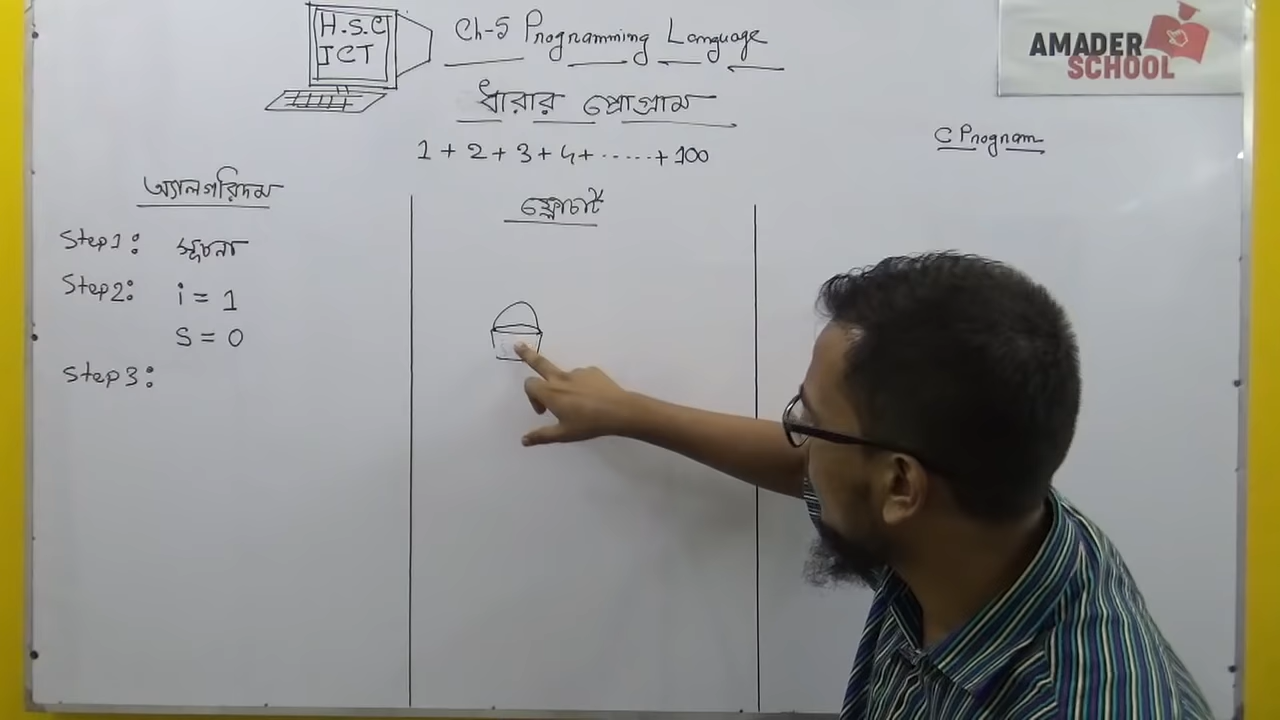 H.S.C
ICT
Ch-5 Programming Language
AMADER
SCHOOL
ধারার প্রোগ্রাম
1 + 2 + 3 + 4 + ...... + 100
C Program
অ্যালগরিদম
ফ্লোচার্ট
Step1: সূচনা
Step2: i = 1
S = 0
Step3: